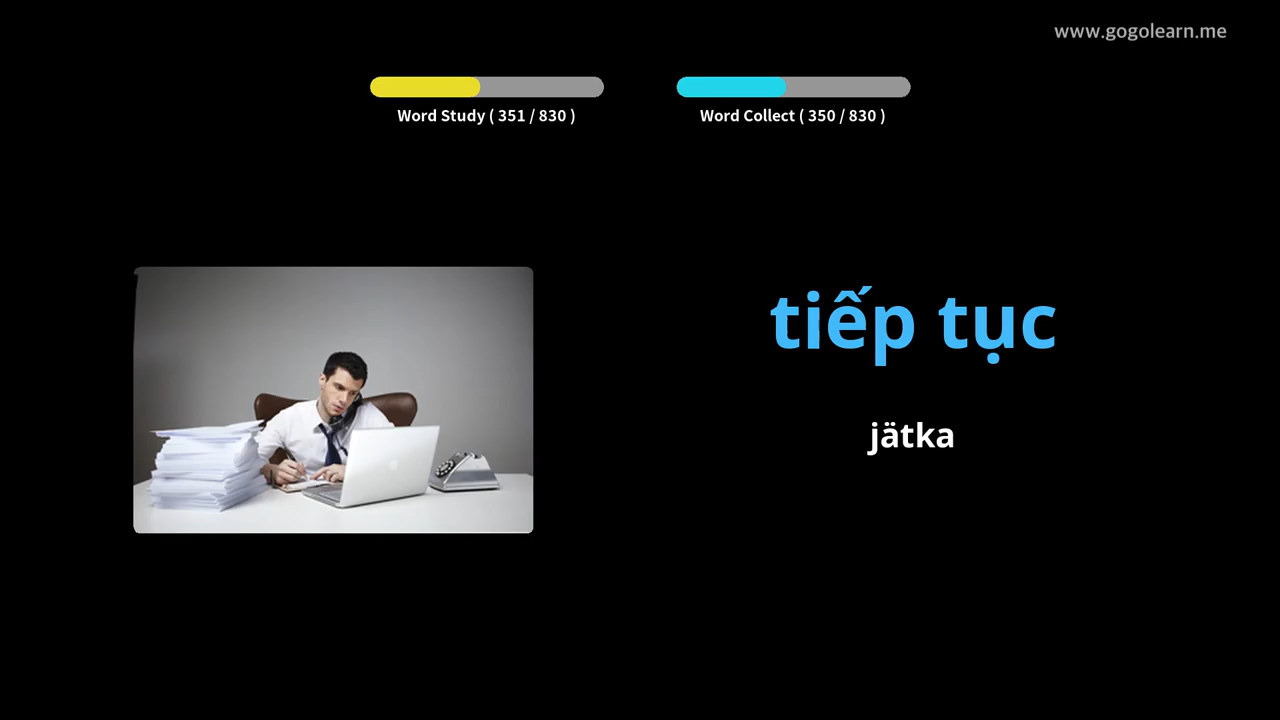 www.gogolearn.me
Word Study ( 351 / 830 )
Word Collect ( 350 / 830 )
tiếp tục
jätka